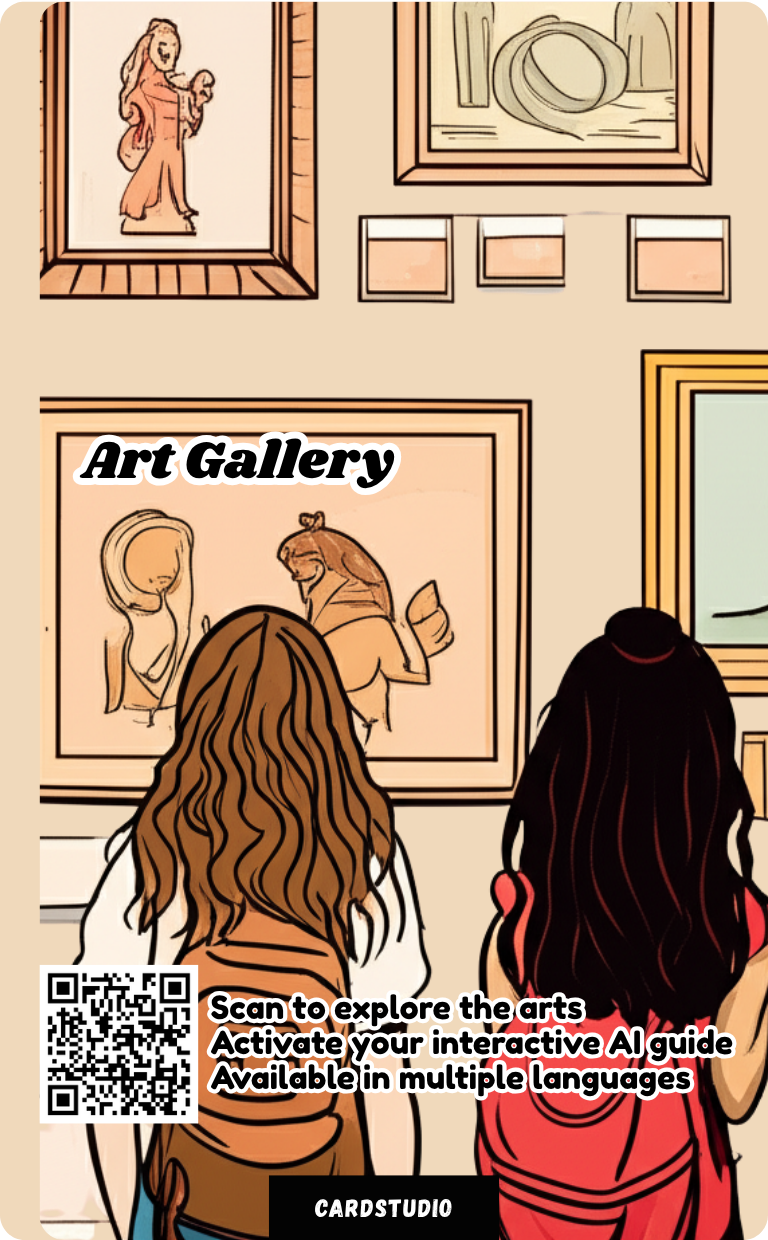 Art Gallery
Scan to explore the arts
Activate your interactive AI guide
Available in multiple languages
CARDSTUDIO